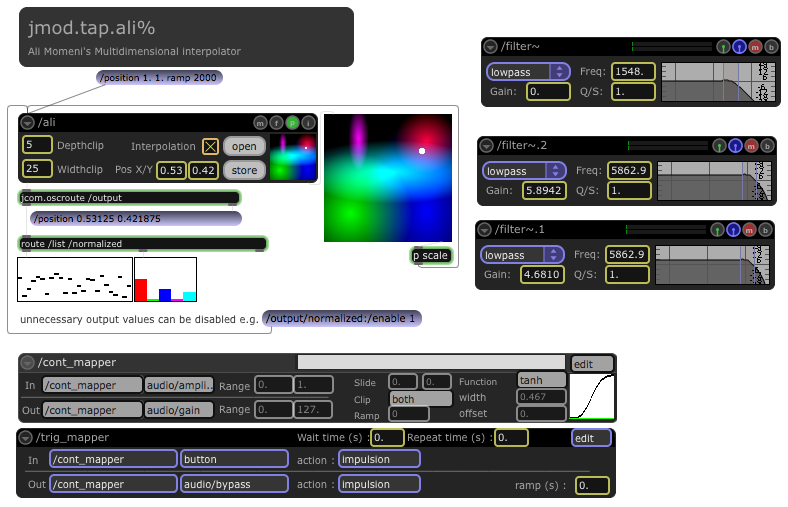 jmod.tap.ali%
Ali Momeni's Multidimensional interpolator
/position 1. 1. ramp 2000
/ali m f p i
5 Depthclip Interpolation open
25 Widthclip Pos X/Y 0.53 0.42 store
jcom.oscroute /output
/position 0.53125 0.421875
route /list /normalized
p scale
unnecessary output values can be disabled e.g. /output/normalized:/enable 1
/filter~ m b
lowpass Freq: 1548.
Gain: 0. Q/S: 1.
/filter~.2 m b
lowpass Freq: 5862.9
Gain: 5.8942 Q/S: 1.
/filter~.1 m b
lowpass Freq: 5862.9
Gain: 4.6810 Q/S: 1.
/cont_mapper edit
In /cont_mapper audio/ampli.. Range 0. 1.
Out /cont_mapper audio/gain Range 0. 127.
Slide 0. 0. Function tanh
Clip both width 0.467
Ramp 0 offset 0.
/trig_mapper Wait time (s) : 0. Repeat time (s) : 0. edit
In /cont_mapper button action : impulsion
Out /cont_mapper audio/bypass action : impulsion ramp (s) : 0.